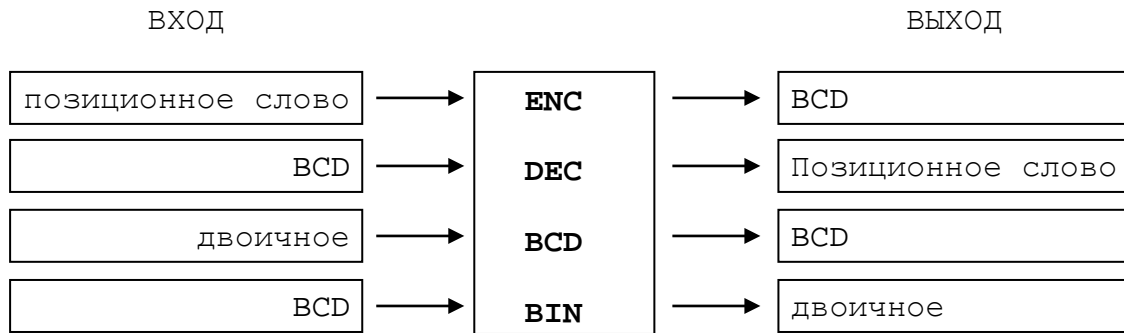 ВХОД ВЫХОД
позиционное слово ENC BCD
BCD DEC Позиционное слово
двоичное BCD BCD
BCD BIN двоичное